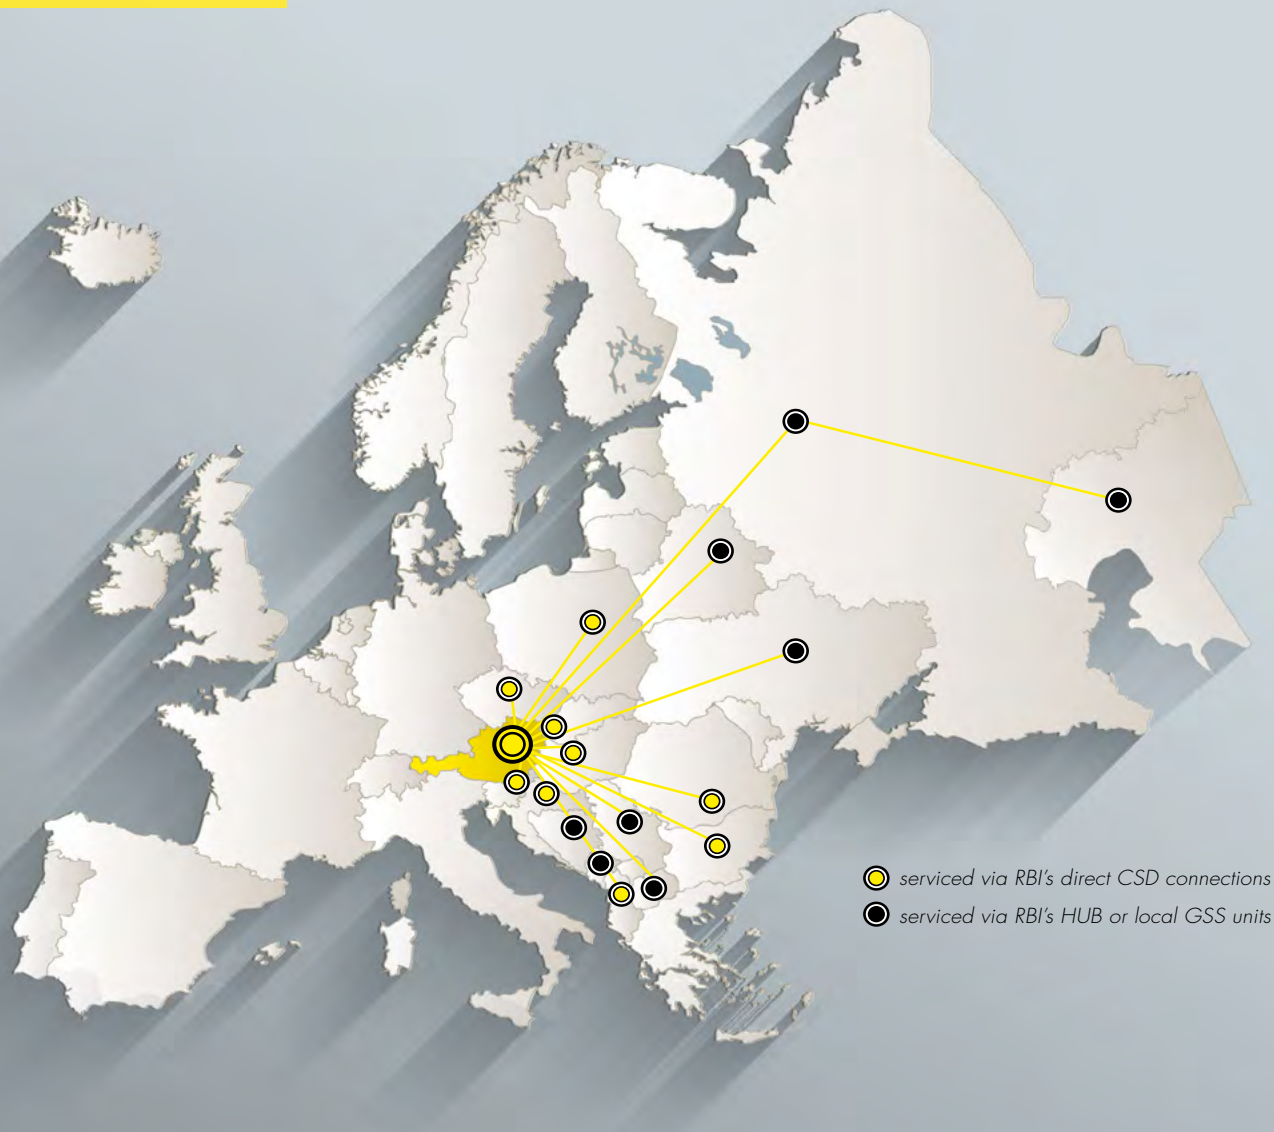 serviced via RBI's direct CSD connections
serviced via RBI's HUB or local GSS units